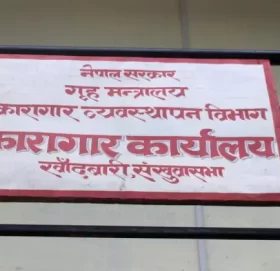 नेपाल सरकार
गृह मन्त्रालय
कारागार व्यवस्थापन विभाग
कारागार कार्यालय
खाँदबारी, संखुवासभा